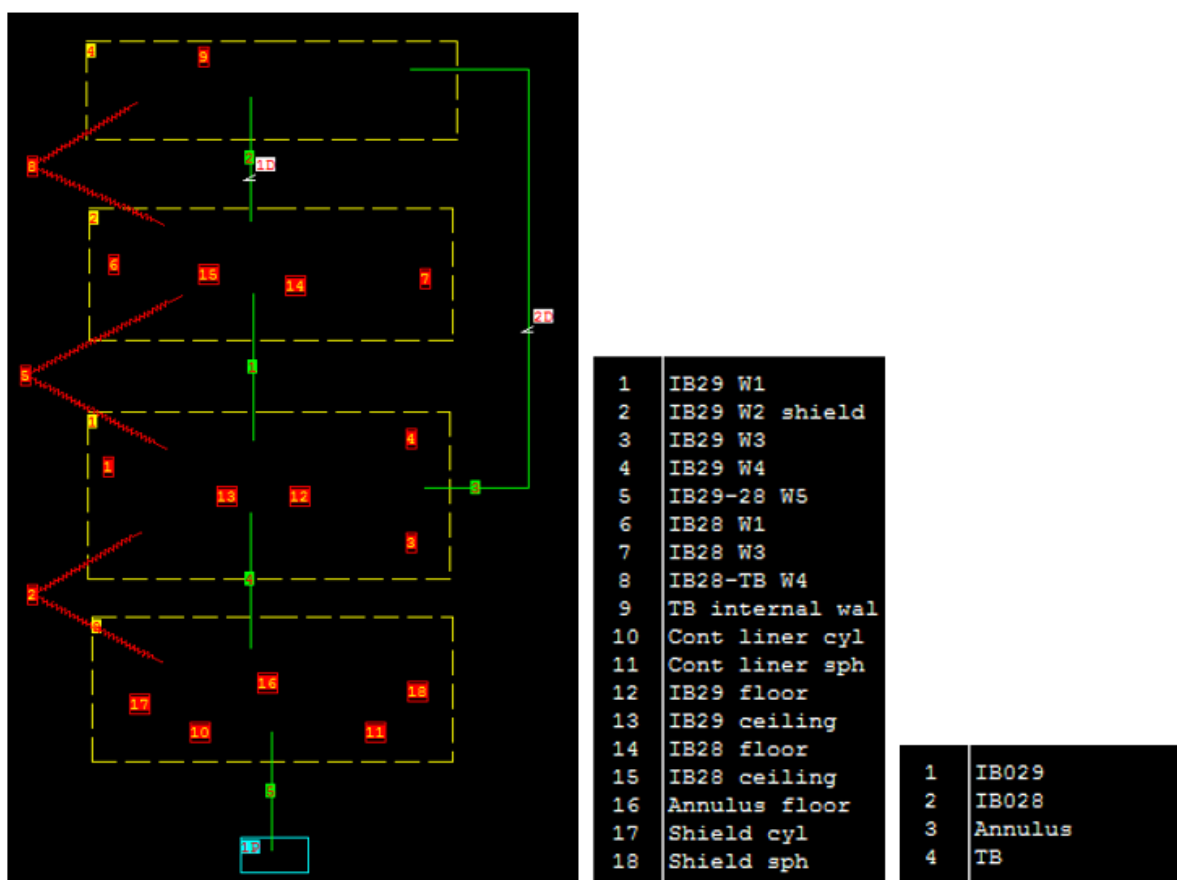 4
9
8
2
1D
2
6
15
14
7
2D
5
1
1
4
1
13
12
3
3
4
2
16
17
18
10
11
5
1P
1 IB29 W1
2 IB29 W2 shield
3 IB29 W3
4 IB29 W4
5 IB29-28 W5
6 IB28 W1
7 IB28 W3
8 IB28-TB W4
9 TB internal wal
10 Cont liner cyl
11 Cont liner sph
12 IB29 floor
13 IB29 ceiling
14 IB28 floor
15 IB28 ceiling
16 Annulus floor
17 Shield cyl
18 Shield sph
1 IB029
2 IB028
3 Annulus
4 TB